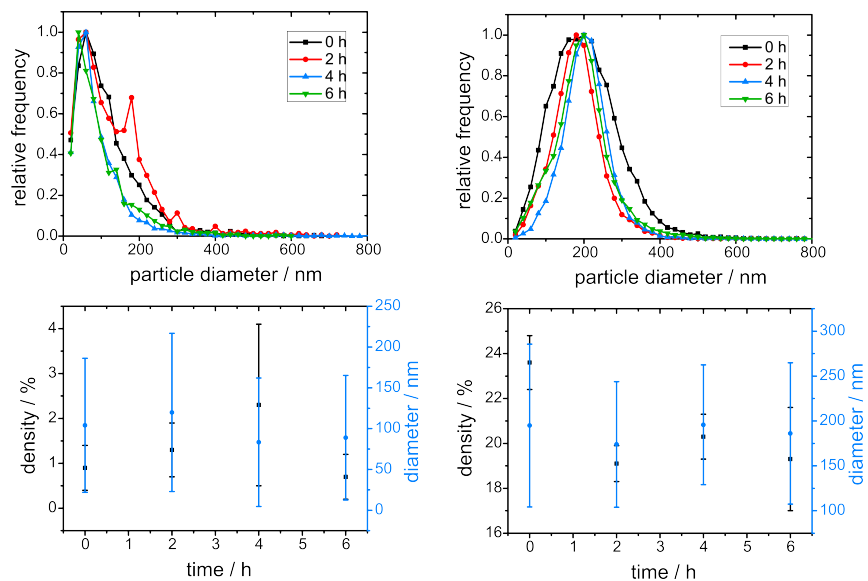 1.0
0.8
0.6
0.4
0.2
0.0
relative frequency
0 h
2 h
4 h
6 h
0 200 400 600 800
particle diameter / nm
1.0
0.8
0.6
0.4
0.2
0.0
relative frequency
0 h
2 h
4 h
6 h
0 200 400 600 800
particle diameter / nm
4
3
2
1
0
density / %
250
200
150
100
50
0
diameter / nm
0 1 2 3 4 5 6
time / h
26
24
22
20
18
16
density / %
300
250
200
150
100
diameter / nm
0 1 2 3 4 5 6
time / h